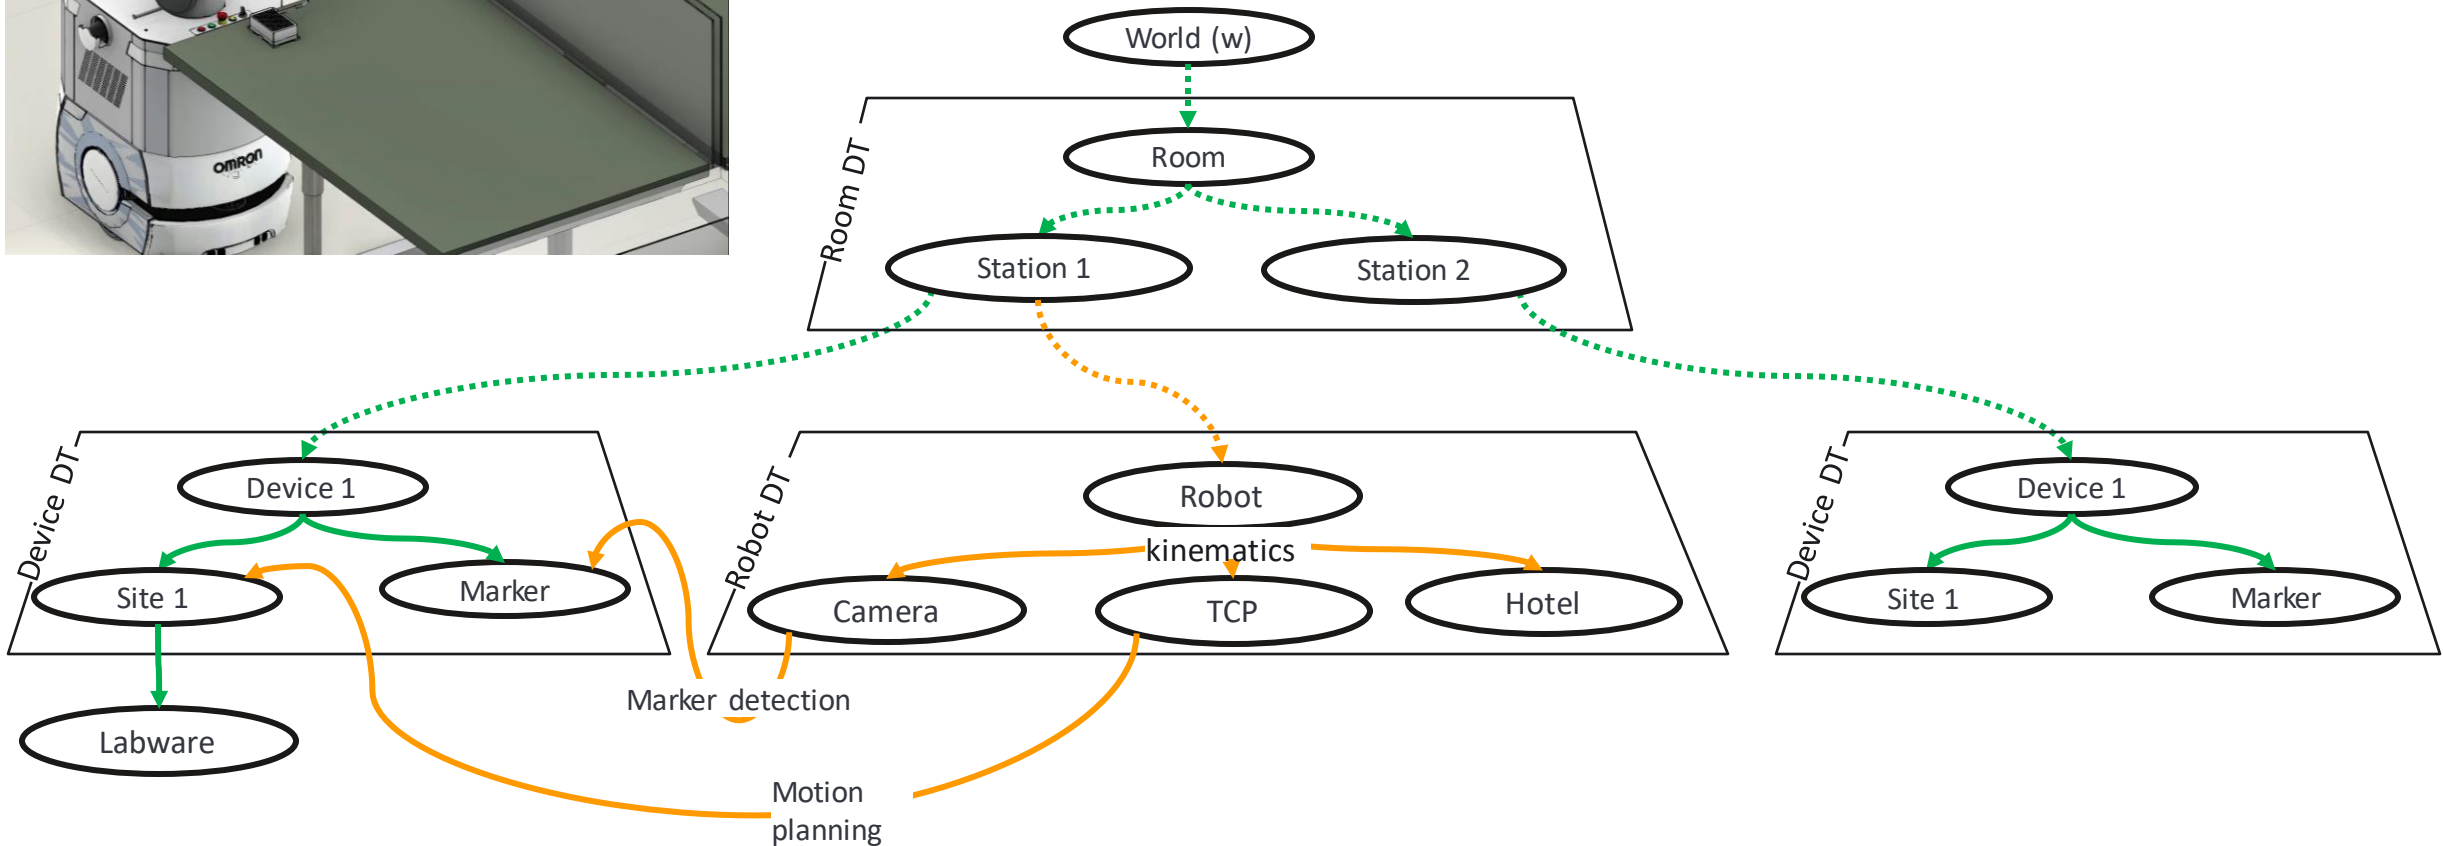 OMRON
World (w)
Room DT
Room
Station 1
Station 2
Device DT
Device 1
Site 1
Marker
Labware
Robot DT
Robot
kinematics
Camera
TCP
Hotel
Marker detection
Motion
planning
Device DT
Device 1
Site 1
Marker